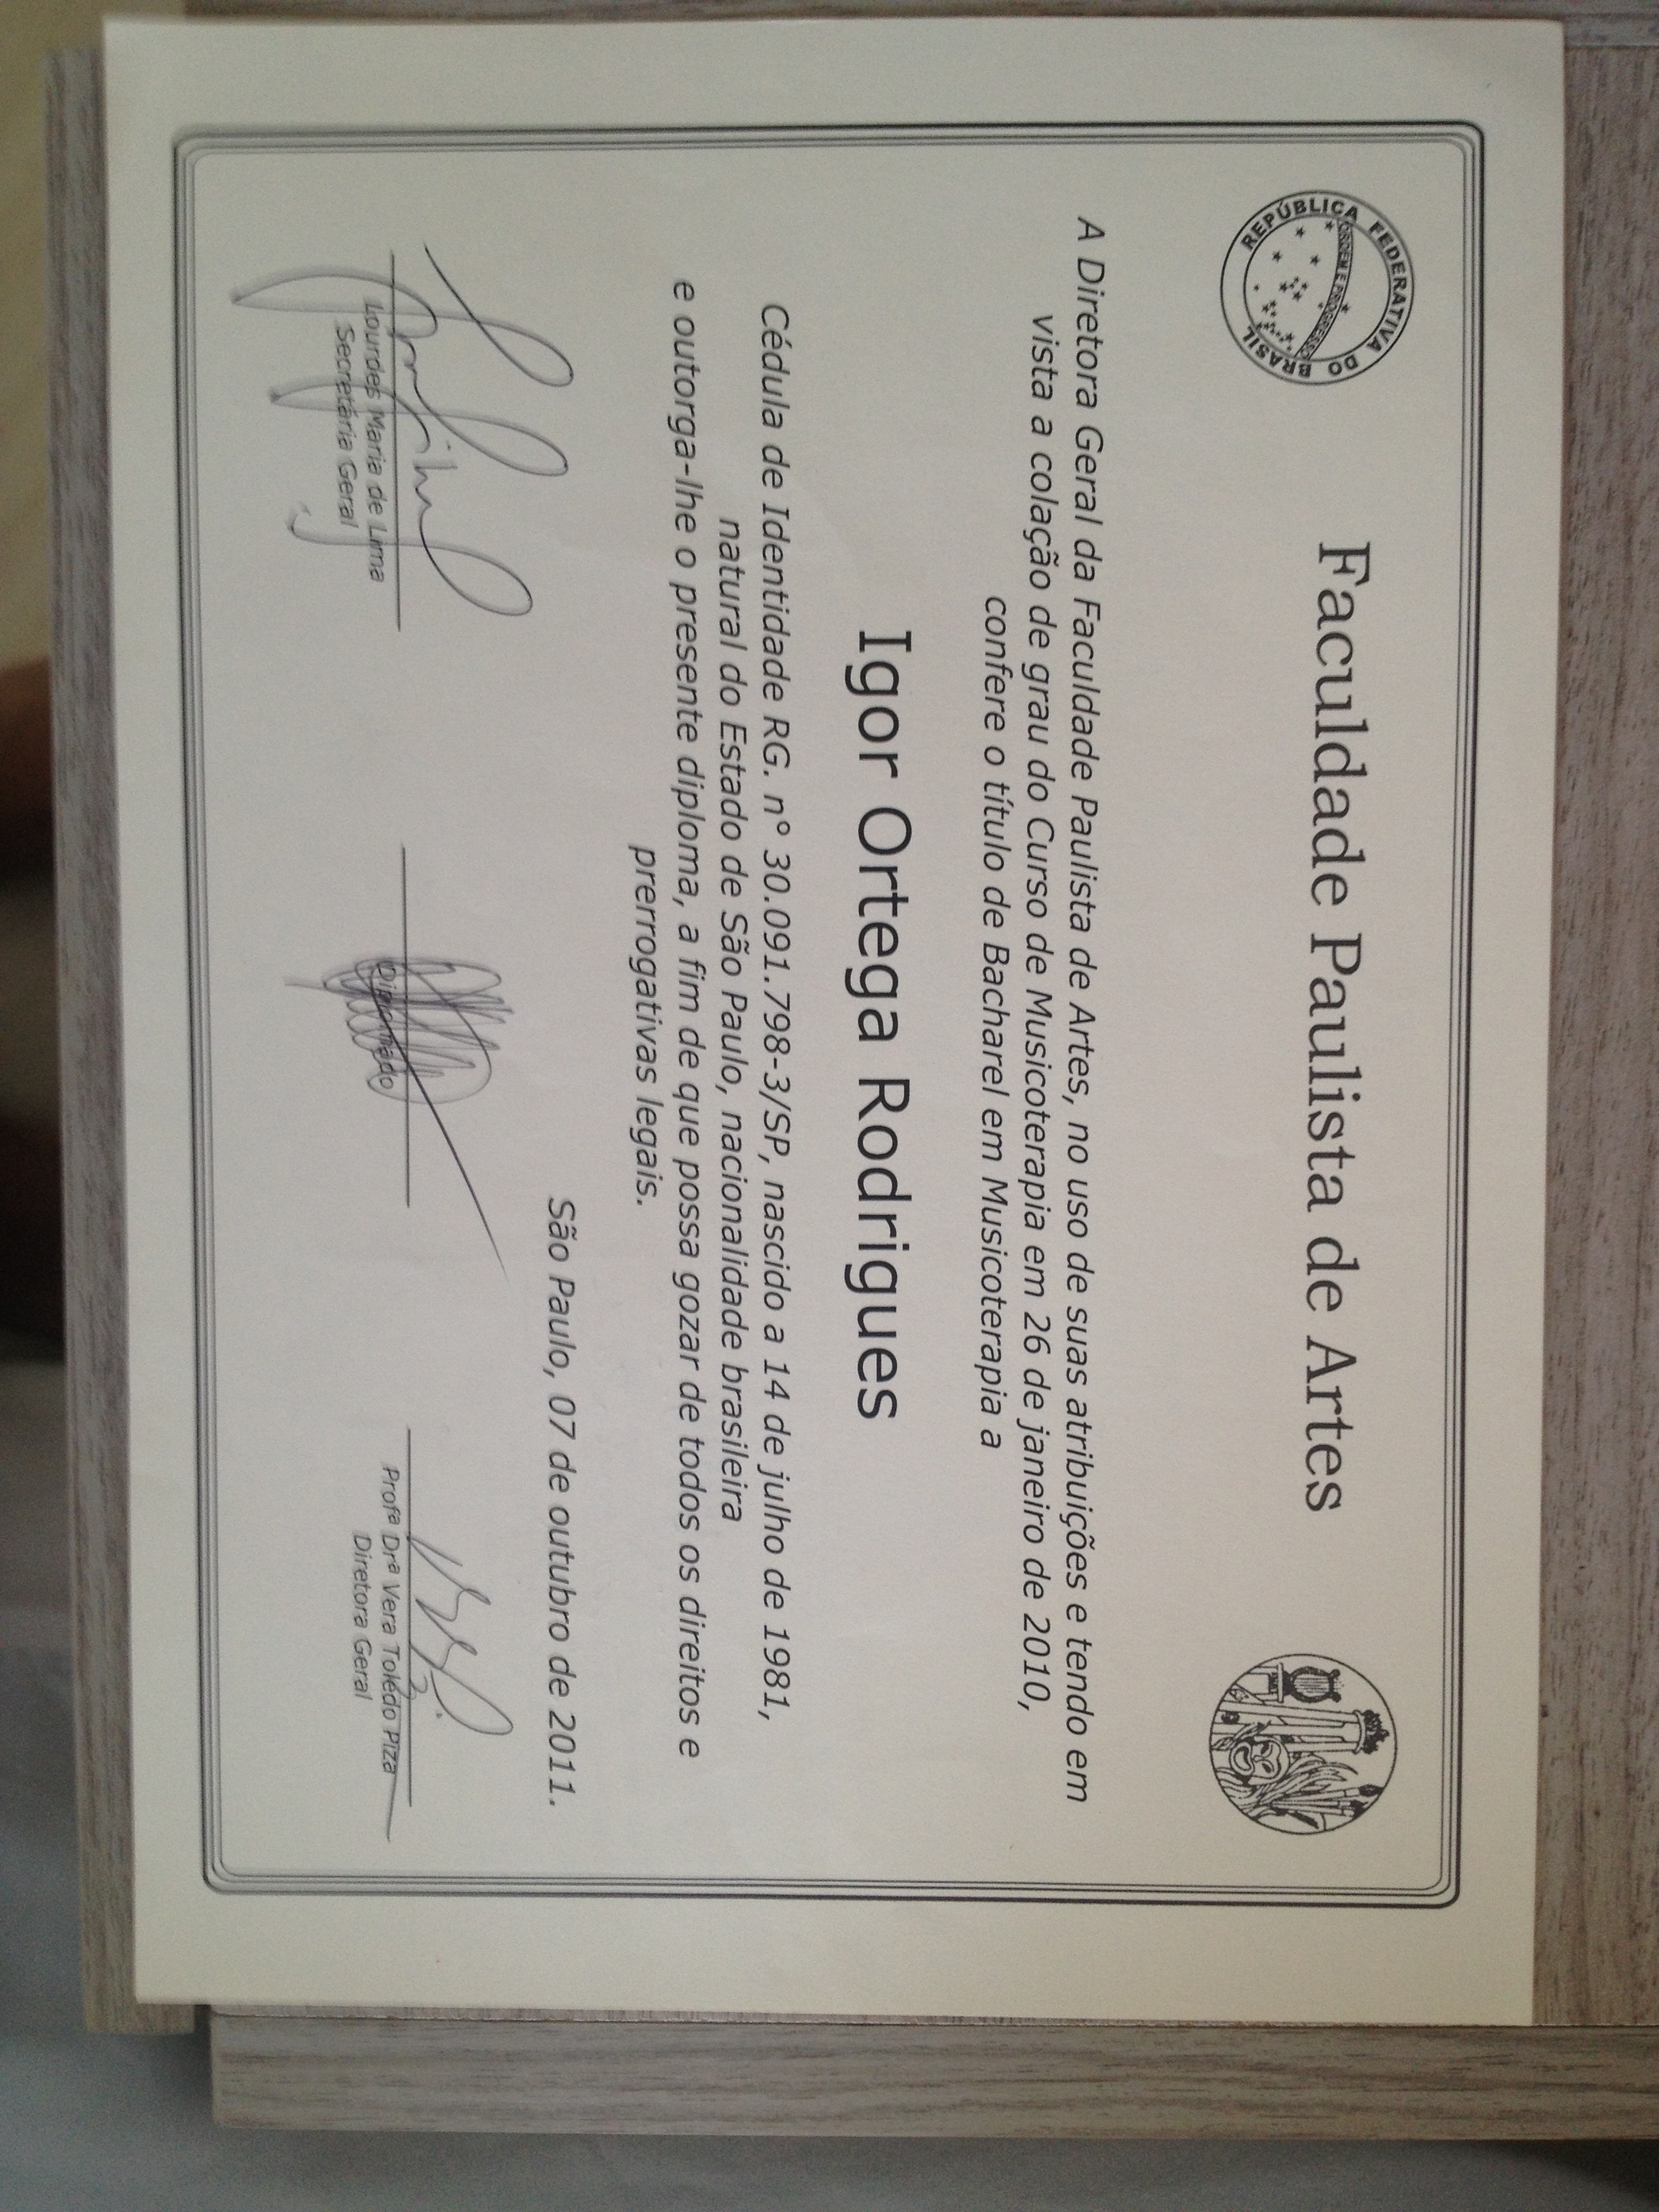 REPÚBLICA FEDERATIVA DO BRASIL
ORDEM E PROGRESSO
Faculdade Paulista de Artes
A Diretora Geral da Faculdade Paulista de Artes, no uso de suas atribuições e tendo em
vista a colação de grau do Curso de Musicoterapia em 26 de janeiro de 2010,
confere o título de Bacharel em Musicoterapia a
Igor Ortega Rodrigues
Cédula de Identidade RG. nº 30.091.798-3/SP, nascido a 14 de julho de 1981,
natural do Estado de São Paulo, nacionalidade brasileira
e outorga-lhe o presente diploma, a fim de que possa gozar de todos os direitos e
prerrogativas legais.
São Paulo, 07 de outubro de 2011.
Lourdes Maria de Lima
Secretária Geral
Diplomado
Profª Drª Vera Toledo Piza
Diretora Geral